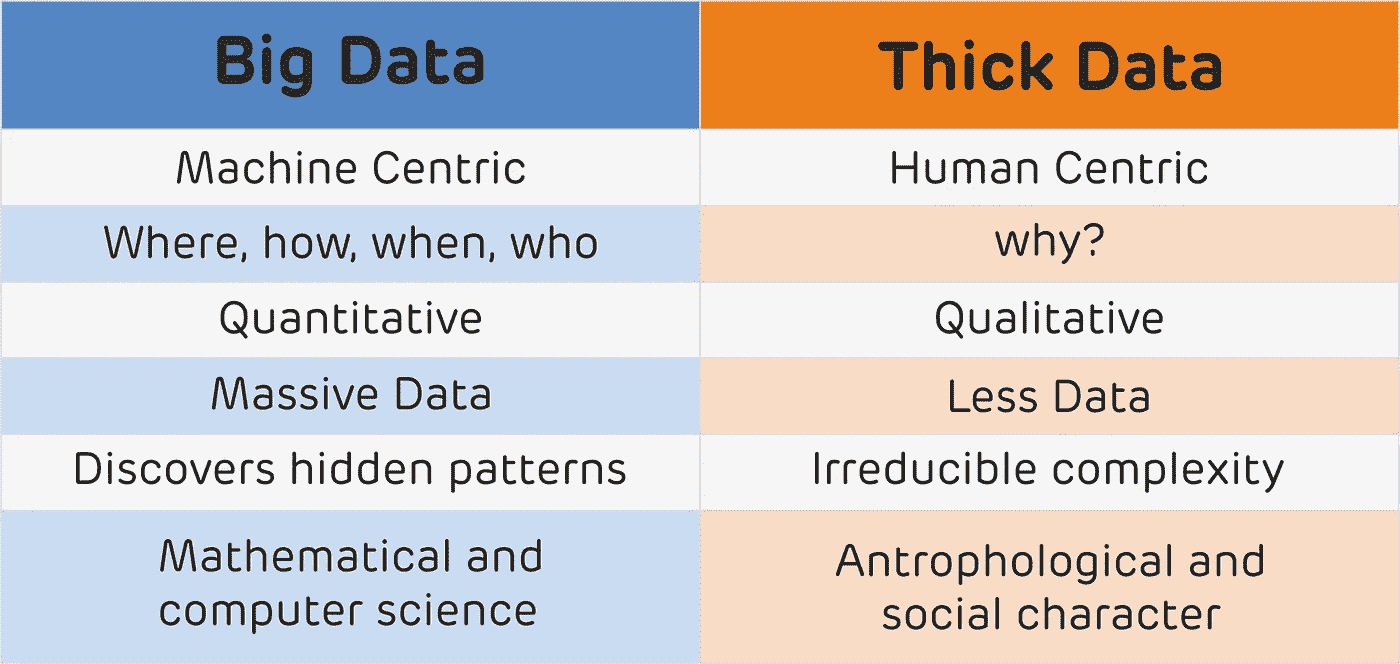 Big Data
Thick Data
Machine Centric
Human Centric
Where, how, when, who
why?
Quantitative
Qualitative
Massive Data
Less Data
Discovers hidden patterns
Irreducible complexity
Mathematical and
computer science
Antrophological and
social character